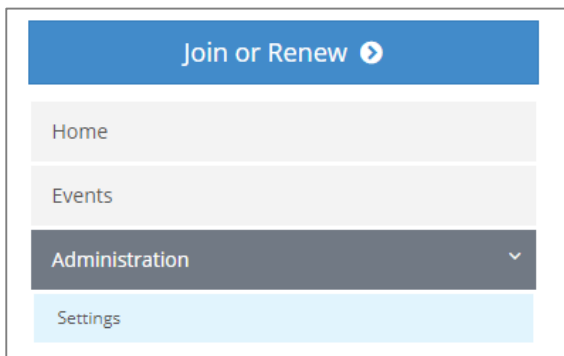 Join or Renew
Home
Events
Administration
Settings